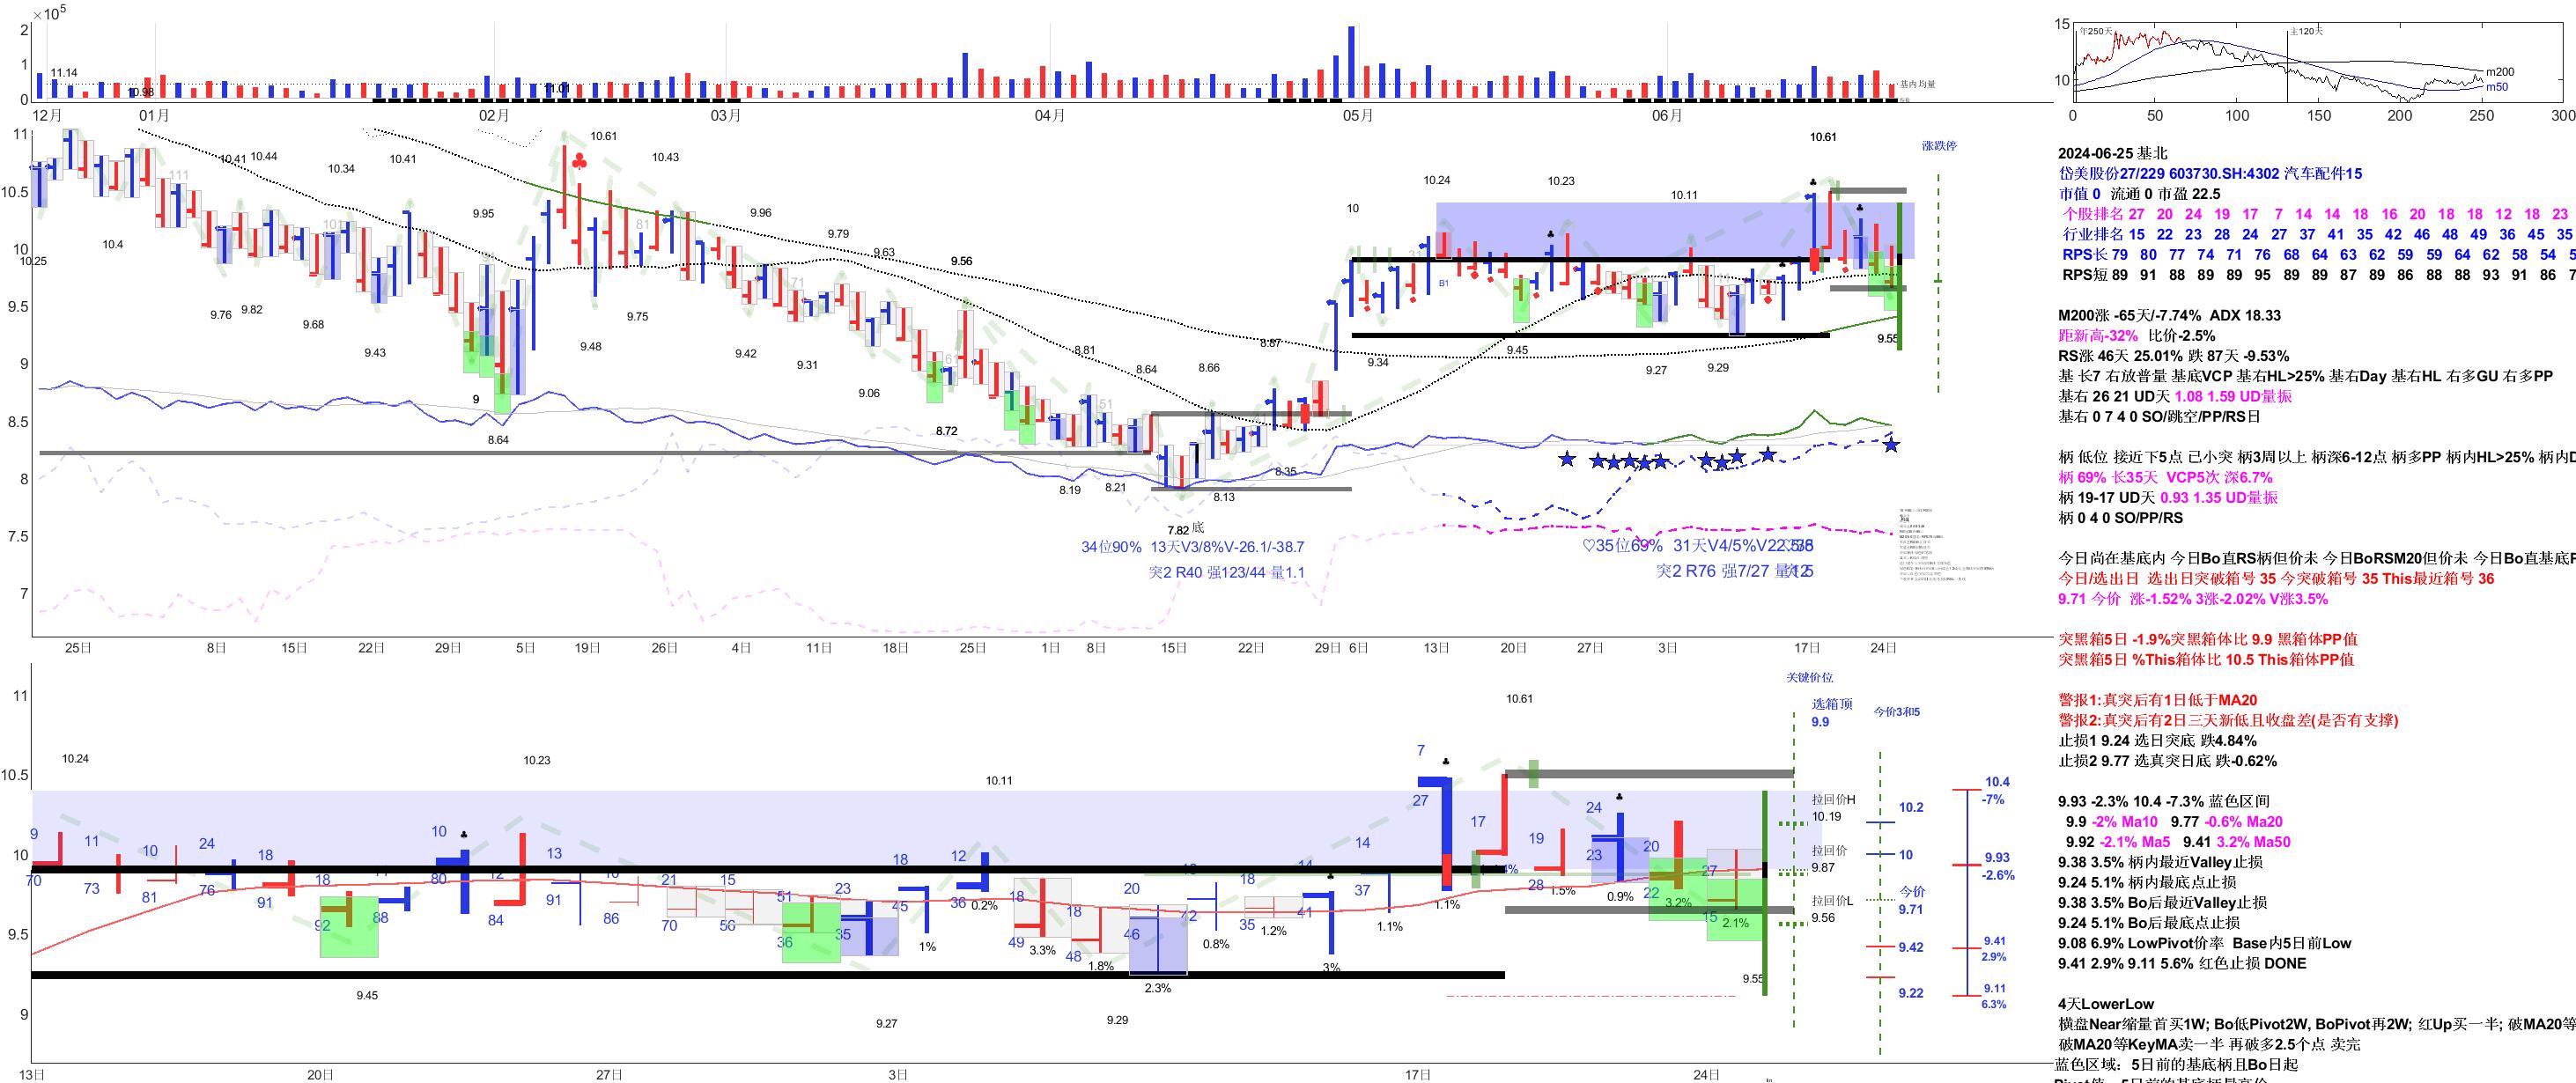 ×10⁵
2
1
0
11.14
10.98
11.01
基内均量
12月 01月 02月 03月 04月 05月 06月
15
10
年250天
主120天
m200
m50
0 50 100 150 200 250 300
11
10.5
10
9.5
9
8.5
8
7.5
7
10.25
10.4
10.41 10.44
10.34
10.41
9.95
10.61
10.43
9.96
9.79
9.63
9.56
111
101
81
71
61
51
31
9.76 9.82
9.68
9.43
9
8.64
9.48
9.75
9.42
9.31
9.06
8.72
8.81
8.64
8.66
8.87
8.19
8.21
8.13
8.35
7.82 底
10
9.34
10.24
10.23
10.11
10.61
B1
9.45
9.27
9.29
9.55
涨跌停
34位90% 13天V3/8%V-26.1/-38.7
突2 R40 强123/44 量1.1
♡35位69% 31天V4/5%V22.5/6
突2 R76 强7/27
25日 8日 15日 22日 29日 5日 19日 26日 4日 11日 18日 25日 1日 8日 15日 22日 29日 6日 13日 20日 27日 3日 17日 24日
11
10.5
10
9.5
9
10.24
10.23
10.11
10.61
9 11 10 24 18 10 13 18 12 14 7 17 19 24 20
70 73 81 76 91 18 92 88 80 12 84 91 86 21 70 15 56 51 36 23 35 45 36 18 49 18 48 20 46 72 18 35 41 37 27 28 23 22 27 15
1% 0.2% 3.3% 1.8% 2.3% 0.8% 1.2% 3% 1.1% 1.1% 1.5% 0.9% 3.2% 2.1%
9.45
9.27
9.29
9.55
13日 20日 27日 3日 17日 24日
关键价位
选箱顶
9.9
今价3和5
拉回价H
10.19
拉回价
9.87
拉回价L
9.56
10.2
10
今价
9.71
9.42
9.22
10.4
-7%
9.93
-2.6%
9.41
2.9%
9.11
6.3%
2024-06-25 基北
岱美股份27/229 603730.SH:4302 汽车配件15
市值 0 流通 0 市盈 22.5
个股排名 27 20 24 19 17 7 14 14 18 16 20 18 18 12 18 23
行业排名 15 22 23 28 24 27 37 41 35 42 46 48 49 36 45 35
RPS长 79 80 77 74 71 76 68 64 63 62 59 59 64 62 58 54 5
RPS短 89 91 88 89 89 95 89 89 87 89 86 88 88 93 91 86 7
M200涨 -65天/-7.74% ADX 18.33
距新高-32% 比价-2.5%
RS涨 46天 25.01% 跌 87天 -9.53%
基 长7 右放普量 基底VCP 基右HL>25% 基右Day 基右HL 右多GU 右多PP
基右 26 21 UD天 1.08 1.59 UD量振
基右 0 7 4 0 SO/跳空/PP/RS日
柄 低位 接近下5点 已小突 柄3周以上 柄深6-12点 柄多PP 柄内HL>25% 柄内D
柄 69% 长35天 VCP5次 深6.7%
柄 19-17 UD天 0.93 1.35 UD量振
柄 0 4 0 SO/PP/RS
今日尚在基底内 今日Bo直RS柄但价未 今日BoRSM20但价未 今日Bo直基底F
今日/选出日 选出日突破箱号 35 今突破箱号 35 This最近箱号 36
9.71 今价 涨-1.52% 3涨-2.02% V涨3.5%
突黑箱5日 -1.9%突黑箱体比 9.9 黑箱体PP值
突黑箱5日 %This箱体比 10.5 This箱体PP值
警报1:真突后有1日低于MA20
警报2:真突后有2日三天新低且收盘差(是否有支撑)
止损1 9.24 选日突底 跌4.84%
止损2 9.77 选真突日底 跌-0.62%
9.93 -2.3% 10.4 -7.3% 蓝色区间
9.9 -2% Ma10 9.77 -0.6% Ma20
9.92 -2.1% Ma5 9.41 3.2% Ma50
9.38 3.5% 柄内最近Valley止损
9.24 5.1% 柄内最底点止损
9.38 3.5% Bo后最近Valley止损
9.24 5.1% Bo后最底点止损
9.08 6.9% LowPivot价率 Base内5日前Low
9.41 2.9% 9.11 5.6% 红色止损 DONE
4天LowerLow
横盘Near缩量首买1W; Bo低Pivot2W, BoPivot再2W; 红Up买一半; 破MA20等
破MA20等KeyMA卖一半 再破多2.5个点 卖完
蓝色区域：5日前的基底柄且Bo日起